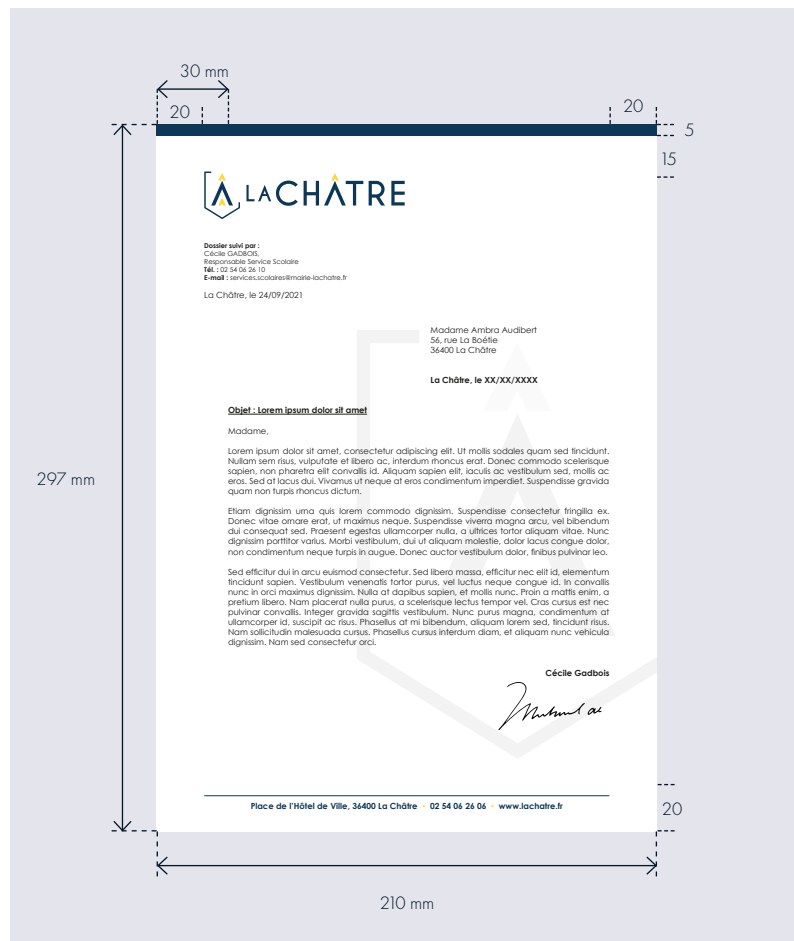 30 mm
20
20
5
15
LA CHÂTRE
Dossier suivi par :
Cécile GADBOIS,
Responsable Service Scolaire
Tél. : 02 54 06 26 10
E-mail : services.scolaires@mairie-lachatre.fr
La Châtre, le 24/09/2021
Madame Ambra Audibert
56, rue La Boétie
36400 La Châtre
La Châtre, le XX/XX/XXXX
Objet : Lorem ipsum dolor sit amet
Madame,
Lorem ipsum dolor sit amet, consectetur adipiscing elit. Ut mollis sodales quam sed tincidunt.
Nullam sem risus, vulputate et libero ac, interdum rhoncus erat. Donec commodo scelerisque
sapien, non pharetra elit convallis id. Aliquam sapien elit, iaculis ac vestibulum sed, mollis ac
eros. Sed at lacus dui. Vivamus ut neque at eros condimentum imperdiet. Suspendisse gravida
quam non turpis rhoncus dictum.
Etiam dignissim urna quis lorem commodo dignissim. Suspendisse consectetur fringilla ex.
Donec vitae ornare erat, ut maximus neque. Suspendisse viverra magna arcu, vel bibendum
dui consequat sed. Praesent egestas ullamcorper nulla, a ultrices tortor aliquam vitae. Nunc
dignissim porttitor varius. Morbi vestibulum, dui ut aliquam molestie, dolor lacus congue dolor,
non condimentum neque turpis in augue. Donec auctor vestibulum dolor, finibus pulvinar leo.
Sed efficitur dui in arcu euismod consectetur. Sed libero massa, efficitur nec elit id, elementum
tincidunt sapien. Vestibulum venenatis tortor purus, vel luctus neque congue id. In convallis
nunc in orci maximus dignissim. Nulla at dapibus sapien, et mollis nunc. Proin a mattis enim, a
pretium libero. Nam placerat nulla purus, a scelerisque lectus tempor vel. Cras cursus est nec
pulvinar convallis. Integer gravida sagittis vestibulum. Nunc purus magna, condimentum at
ullamcorper id, suscipit ac risus. Phasellus at mi bibendum, aliquam lorem sed, tincidunt risus.
Nam sollicitudin malesuada cursus. Phasellus cursus interdum diam, et aliquam nunc vehicula
dignissim. Nam sed consectetur orci.
297 mm
Cécile Gadbois
Place de l'Hôtel de Ville, 36400 La Châtre • 02 54 06 26 06 • www.lachatre.fr
20
210 mm